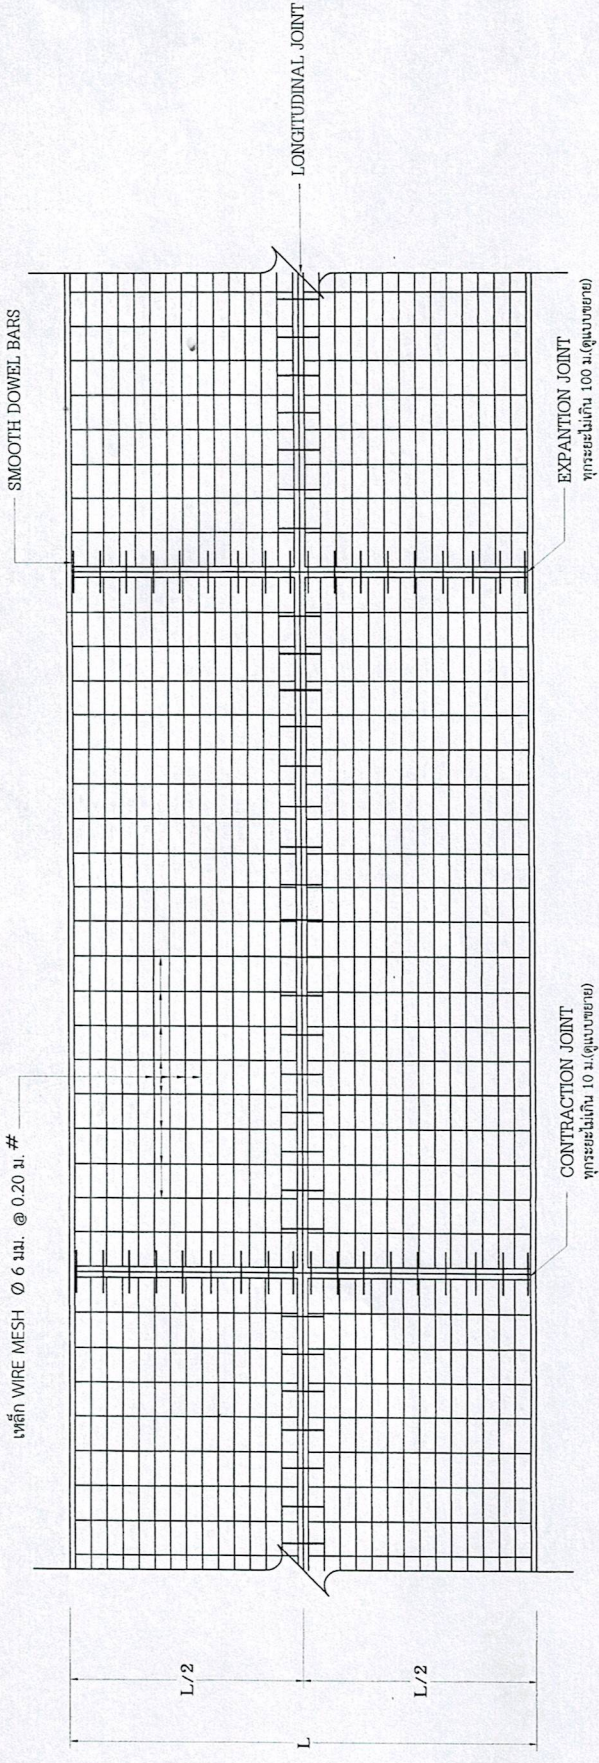 SMOOTH DOWEL BARS
LONGITUDINAL JOINT
เหล็ก WIRE MESH Ø 6 มม. @ 0.20 ม. #
EXPANTION JOINT
ทุกระยะไม่เกิน 100 ม.(ดูแบบขยาย)
CONTRACTION JOINT
ทุกระยะไม่เกิน 10 ม.(ดูแบบขยาย)
L/2
L/2
L